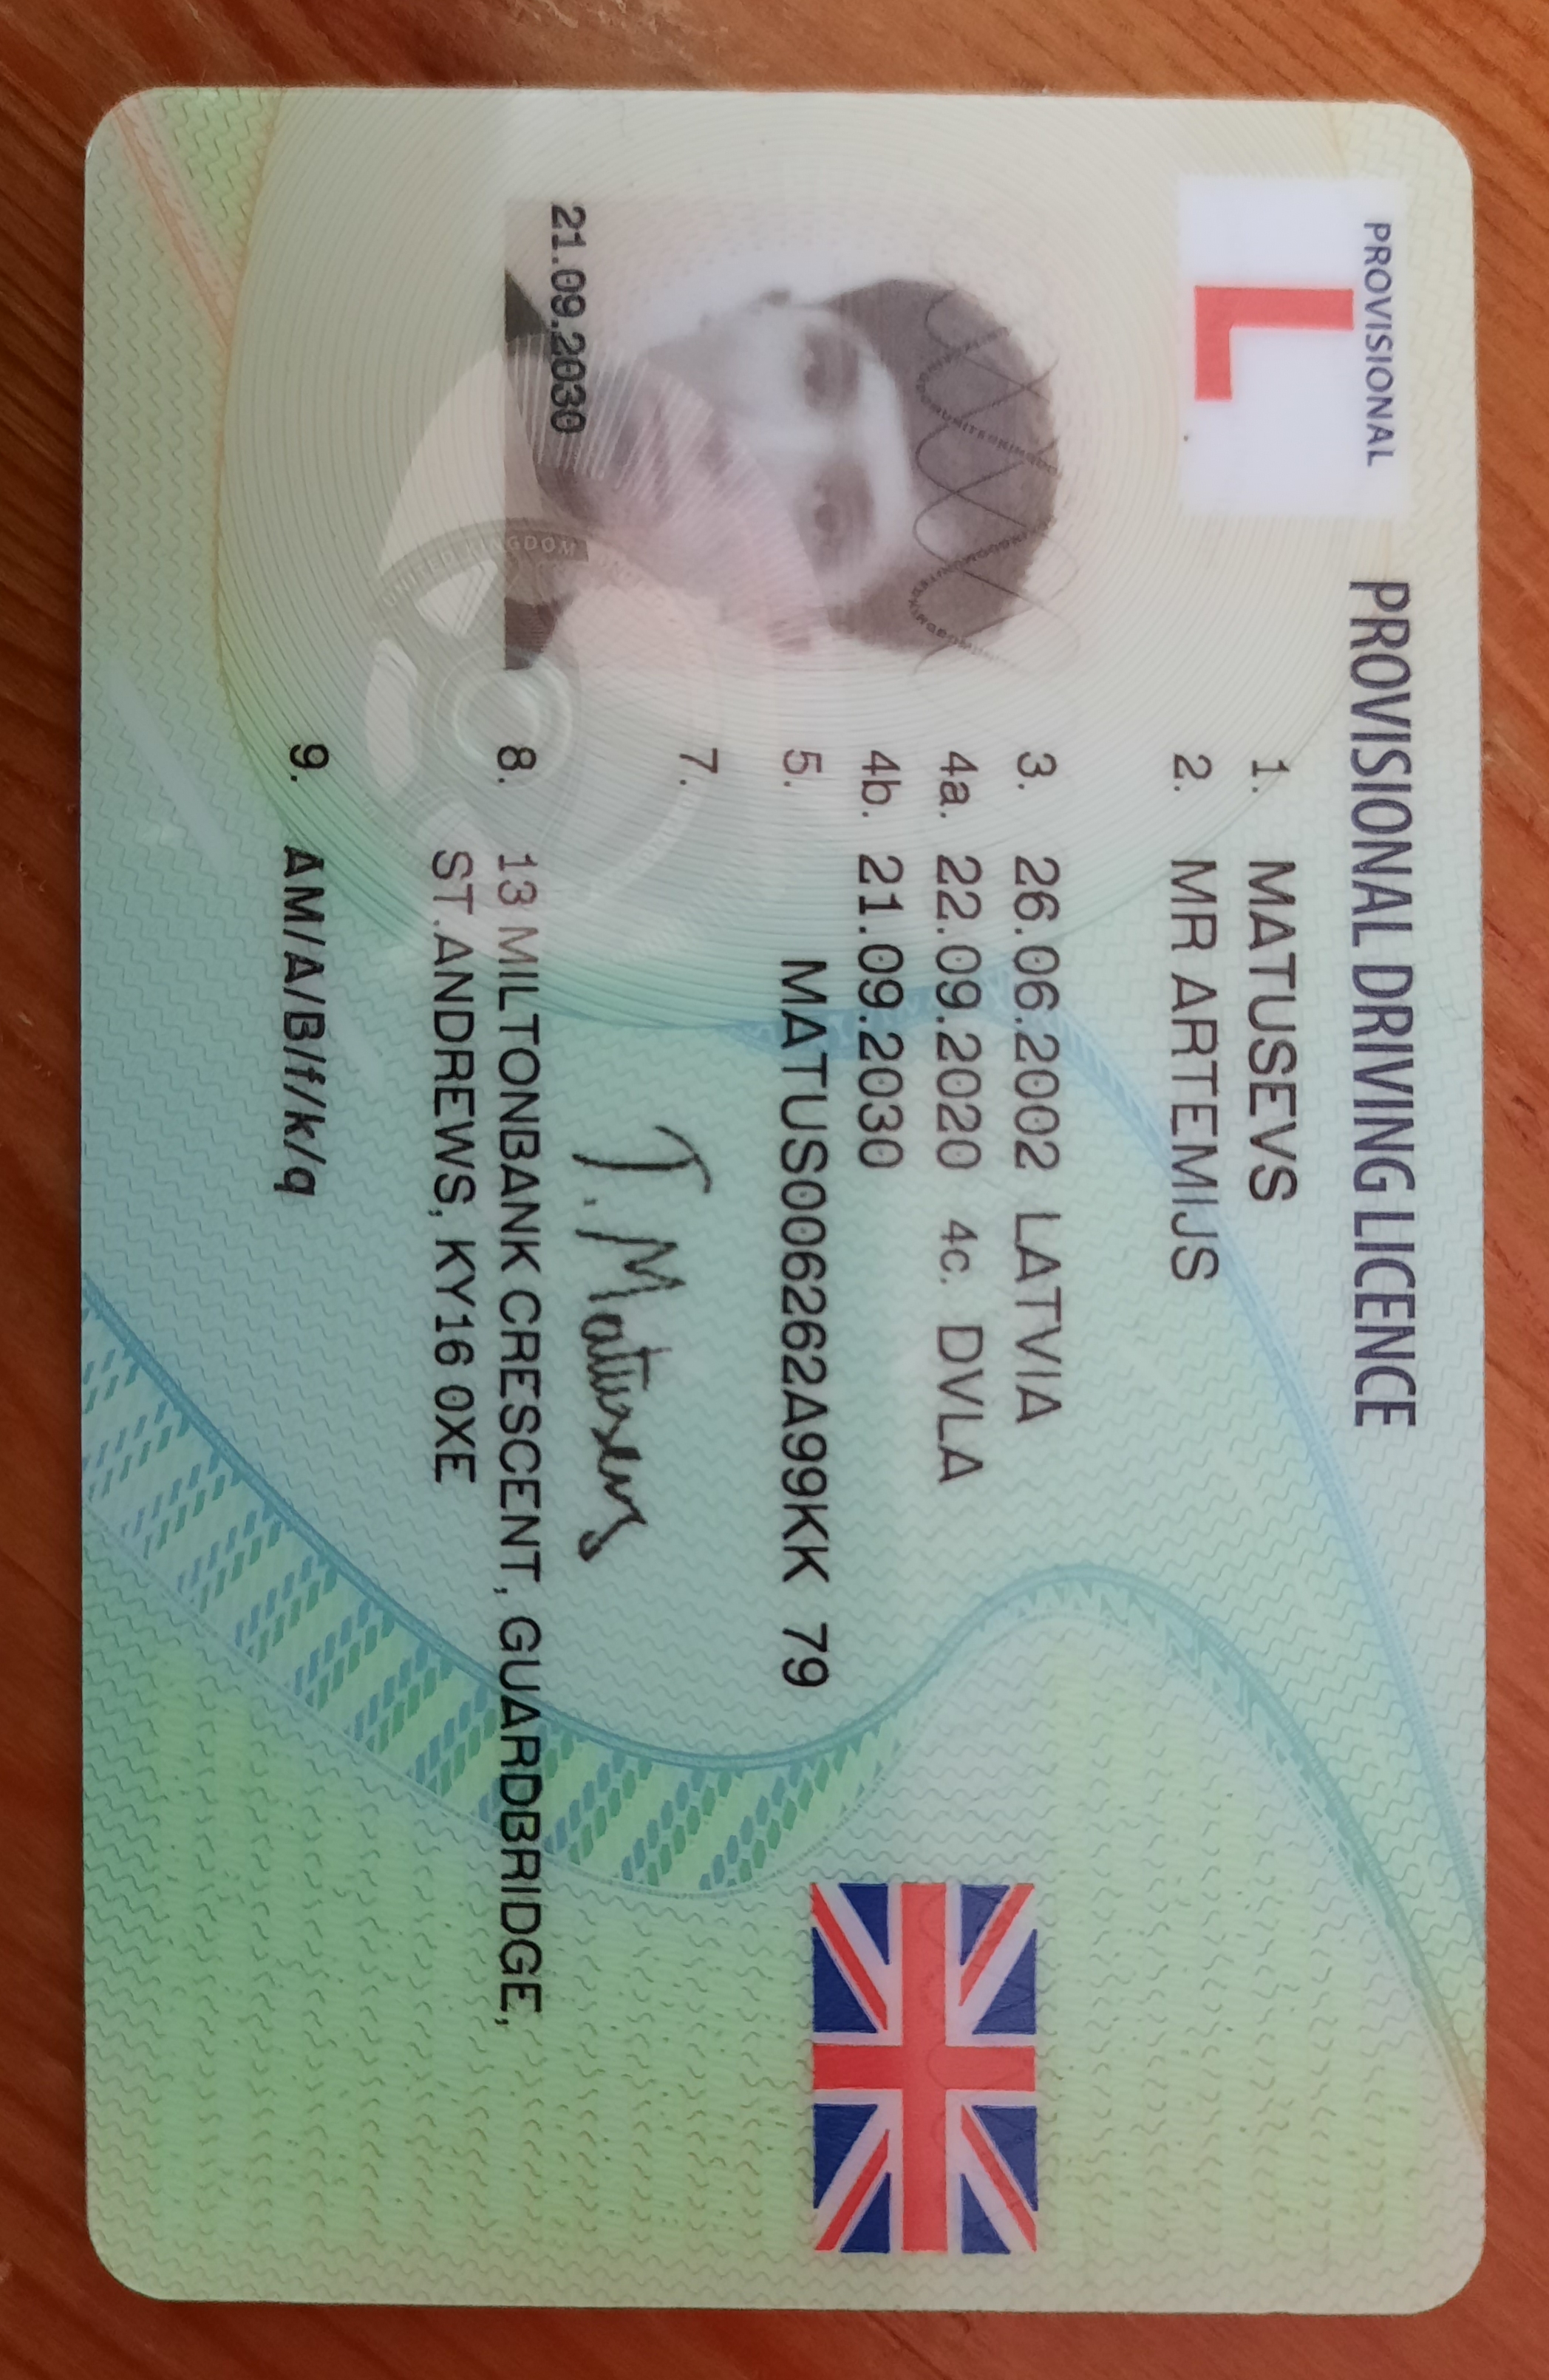 PROVISIONAL DRIVING LICENCE
PROVISIONAL
L
1. MATUSEVS
2. MR ARTEMIJS
3. 26.06.2002 LATVIA
4a. 22.09.2020 4c. DVLA
4b. 21.09.2030
5. MATUS006262A99KK 79
7.
8. 13 MILTONBANK CRESCENT, GUARDBRIDGE,
ST.ANDREWS, KY16 0XE
9. AM/A/B/f/k/q
21.09.2030
UNITED KINGDOM